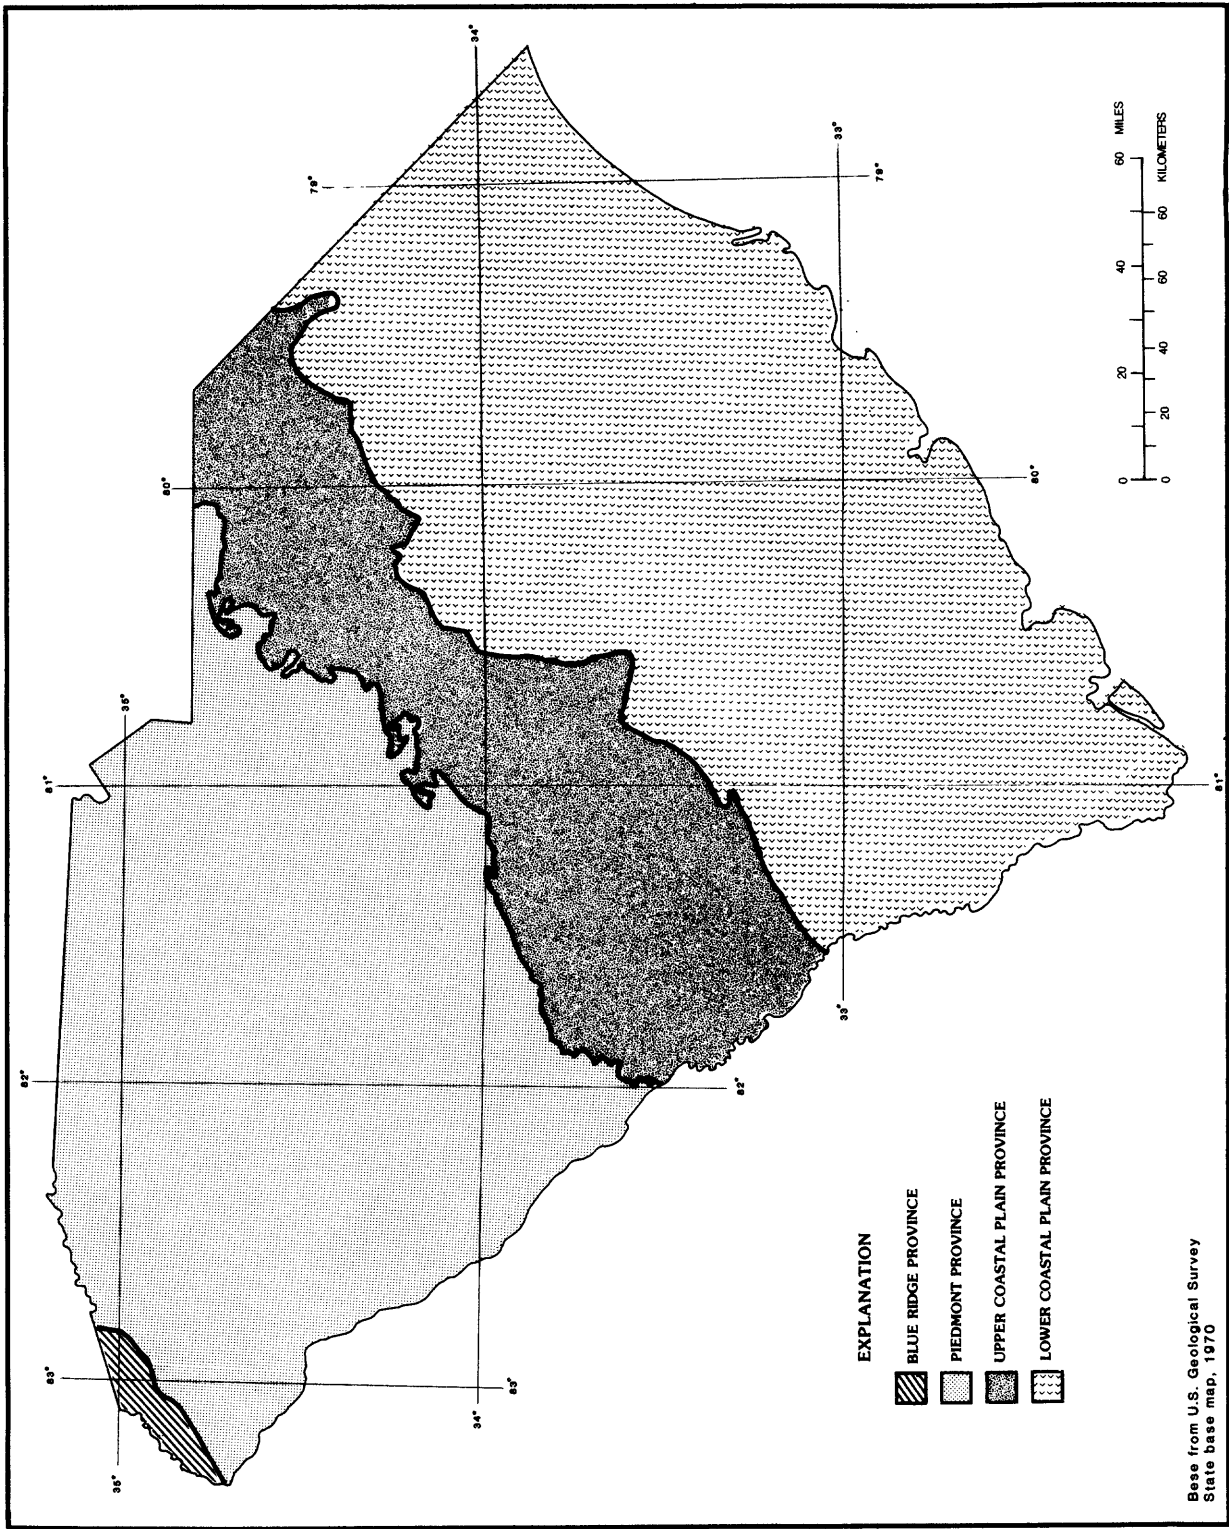 83°
82°
81°
80°
79°
35°
35°
34°
34°
33°
33°
83°
82°
81°
80°
79°
EXPLANATION
BLUE RIDGE PROVINCE
PIEDMONT PROVINCE
UPPER COASTAL PLAIN PROVINCE
LOWER COASTAL PLAIN PROVINCE
0 20 40 60 MILES
0 20 40 60 60 KILOMETERS
Base from U.S. Geological Survey
State base map, 1970